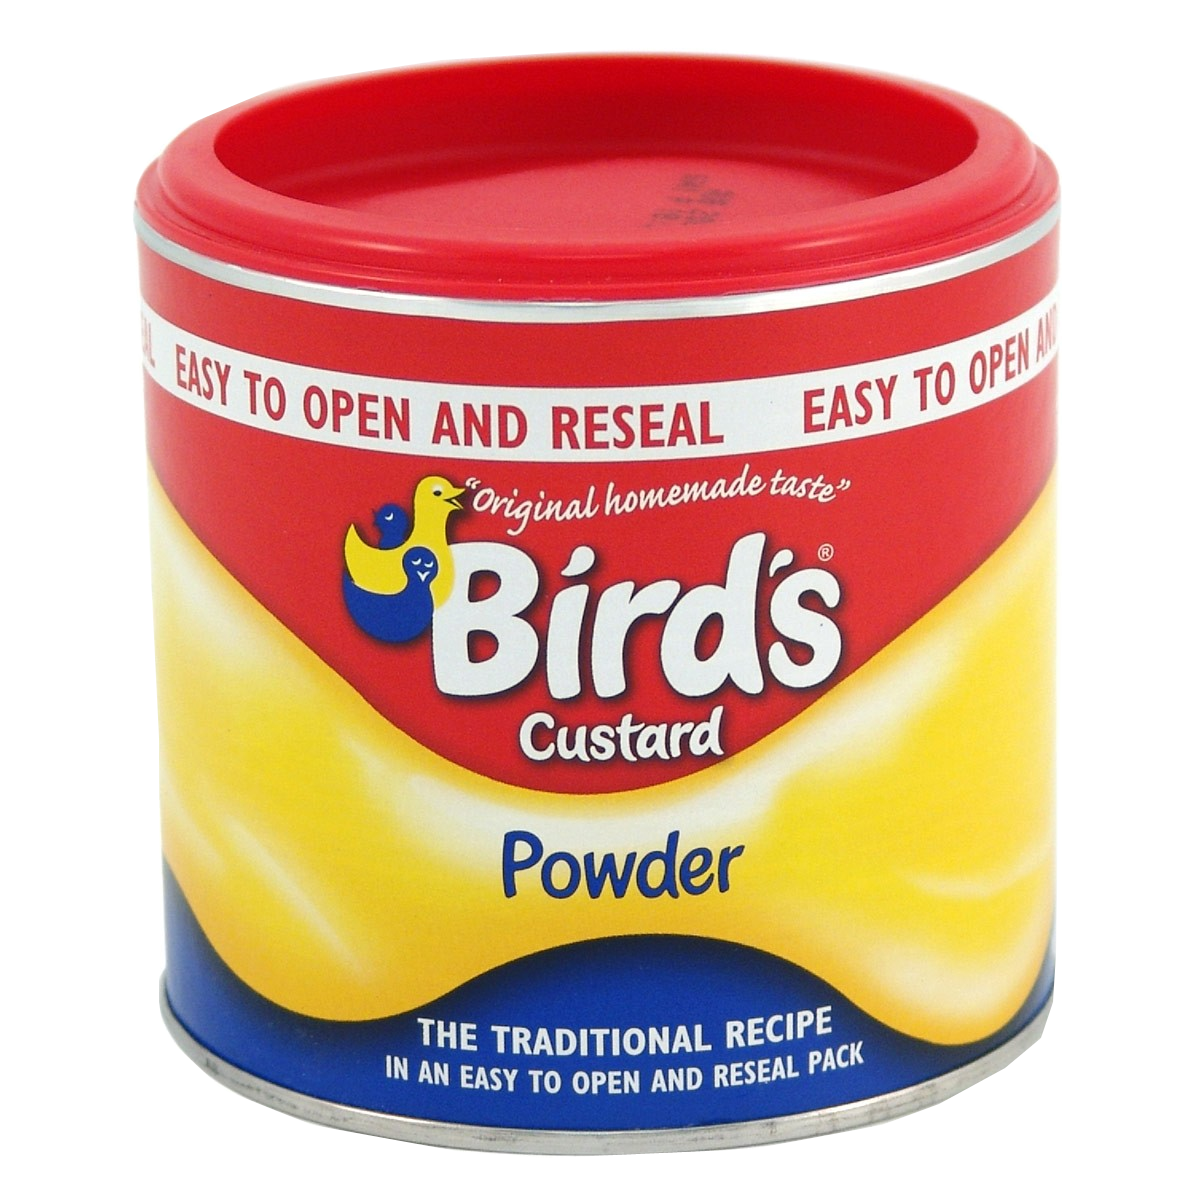 EASY TO OPEN AND RESEAL EASY TO OPEN AND
"Original homemade taste"
Bird's®
Custard
Powder
THE TRADITIONAL RECIPE
IN AN EASY TO OPEN AND RESEAL PACK